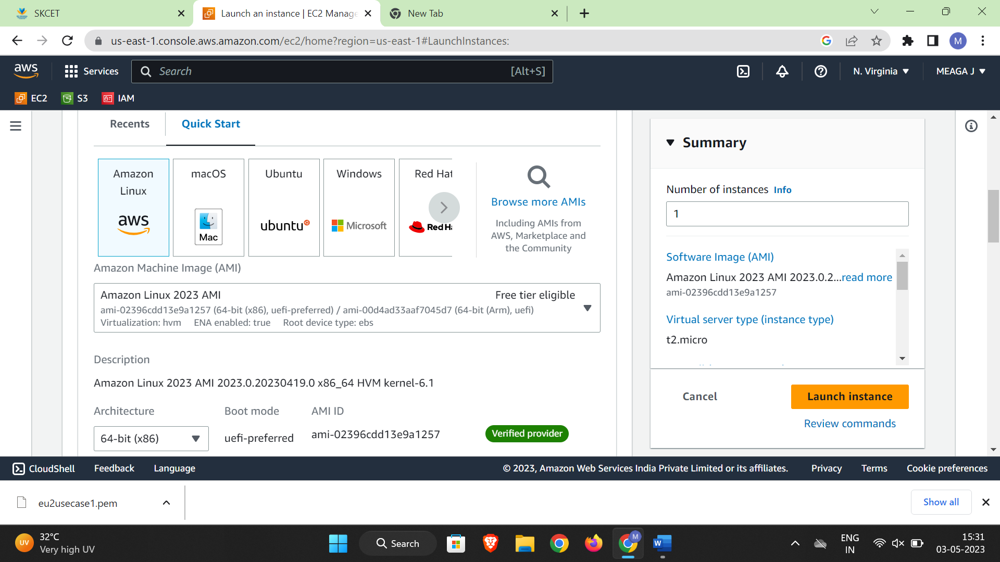 SKCET
Launch an instance | EC2 Manage
New Tab
us-east-1.console.aws.amazon.com/ec2/home?region=us-east-1#LaunchInstances:
M
aws
Services
Search
[Alt+S]
N. Virginia
MEAGA J
EC2
S3
IAM
Recents
Quick Start
Amazon
Linux
aws
macOS
Mac
Ubuntu
ubuntu
Windows
Microsoft
Red Hat
Red Ha
Browse more AMIs
Including AMIs from
AWS, Marketplace and
the Community
Amazon Machine Image (AMI)
Amazon Linux 2023 AMI
Free tier eligible
ami-02396cdd13e9a1257 (64-bit (x86), uefi-preferred) / ami-00d4ad33aaf7045d7 (64-bit (Arm), uefi)
Virtualization: hvm ENA enabled: true Root device type: ebs
Description
Amazon Linux 2023 AMI 2023.0.20230419.0 x86_64 HVM kernel-6.1
Architecture
Boot mode
AMI ID
64-bit (x86)
uefi-preferred
ami-02396cdd13e9a1257
Verified provider
Summary
Number of instances Info
1
Software Image (AMI)
Amazon Linux 2023 AMI 2023.0.2...read more
ami-02396cdd13e9a1257
Virtual server type (instance type)
t2.micro
Cancel
Launch instance
Review commands
CloudShell
Feedback
Language
© 2023, Amazon Web Services India Private Limited or its affiliates.
Privacy
Terms
Cookie preferences
eu2usecase1.pem
Show all
UV
32°C
Very high UV
Search
M
W
ENG
IN
15:31
03-05-2023